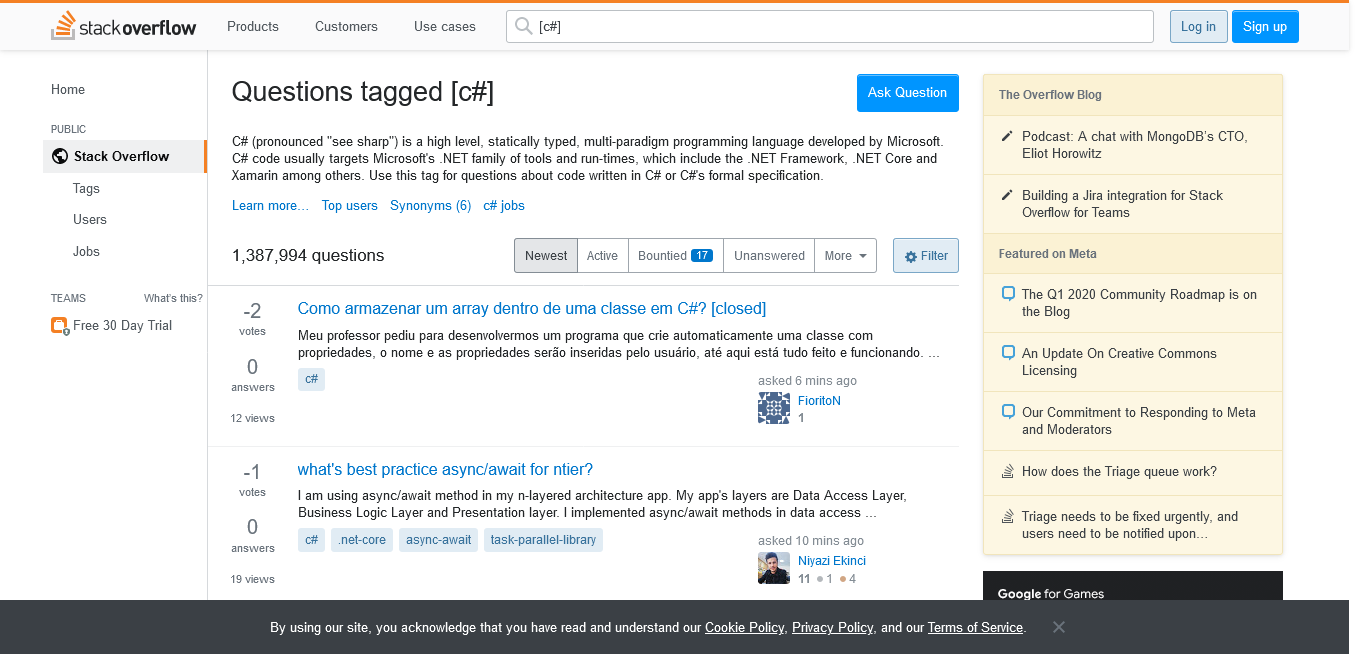 stackoverflow
Products
Customers
Use cases
[c#]
Log in
Sign up
Home
PUBLIC
Stack Overflow
Tags
Users
Jobs
TEAMS
What's this?
Free 30 Day Trial
Questions tagged [c#]
Ask Question
C# (pronounced "see sharp") is a high level, statically typed, multi-paradigm programming language developed by Microsoft.
C# code usually targets Microsoft's .NET family of tools and run-times, which include the .NET Framework, .NET Core and
Xamarin among others. Use this tag for questions about code written in C# or C#'s formal specification.
Learn more… Top users Synonyms (6) c# jobs
1,387,994 questions
Newest
Active
Bountied 17
Unanswered
More
Filter
-2
votes
0
answers
12 views
Como armazenar um array dentro de uma classe em C#? [closed]
Meu professor pediu para desenvolvermos um programa que crie automaticamente uma classe com
propriedades, o nome e as propriedades serão inseridas pelo usuário, até aqui está tudo feito e funcionando. ...
c#
asked 6 mins ago
FioritoN
1
-1
votes
0
answers
19 views
what's best practice async/await for ntier?
I am using async/await method in my n-layered architecture app. My app's layers are Data Access Layer,
Business Logic Layer and Presentation layer. I implemented async/await methods in data access ...
c# .net-core async-await task-parallel-library
asked 10 mins ago
Niyazi Ekinci
11 1 4
The Overflow Blog
Podcast: A chat with MongoDB's CTO,
Eliot Horowitz
Building a Jira integration for Stack
Overflow for Teams
Featured on Meta
The Q1 2020 Community Roadmap is on
the Blog
An Update On Creative Commons
Licensing
Our Commitment to Responding to Meta
and Moderators
How does the Triage queue work?
Triage needs to be fixed urgently, and
users need to be notified upon…
Google for Games
By using our site, you acknowledge that you have read and understand our Cookie Policy, Privacy Policy, and our Terms of Service.